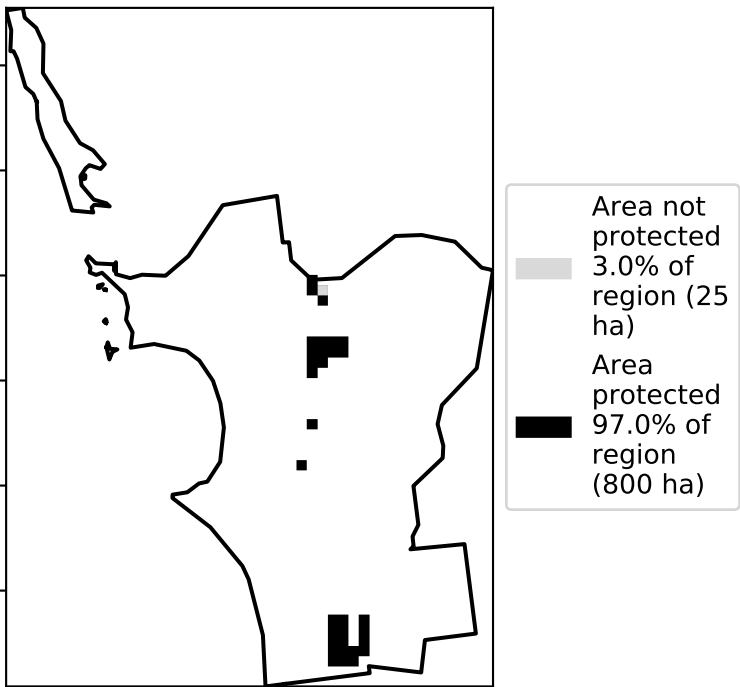 Area not
protected
3.0% of
region (25
ha)
Area
protected
97.0% of
region
(800 ha)